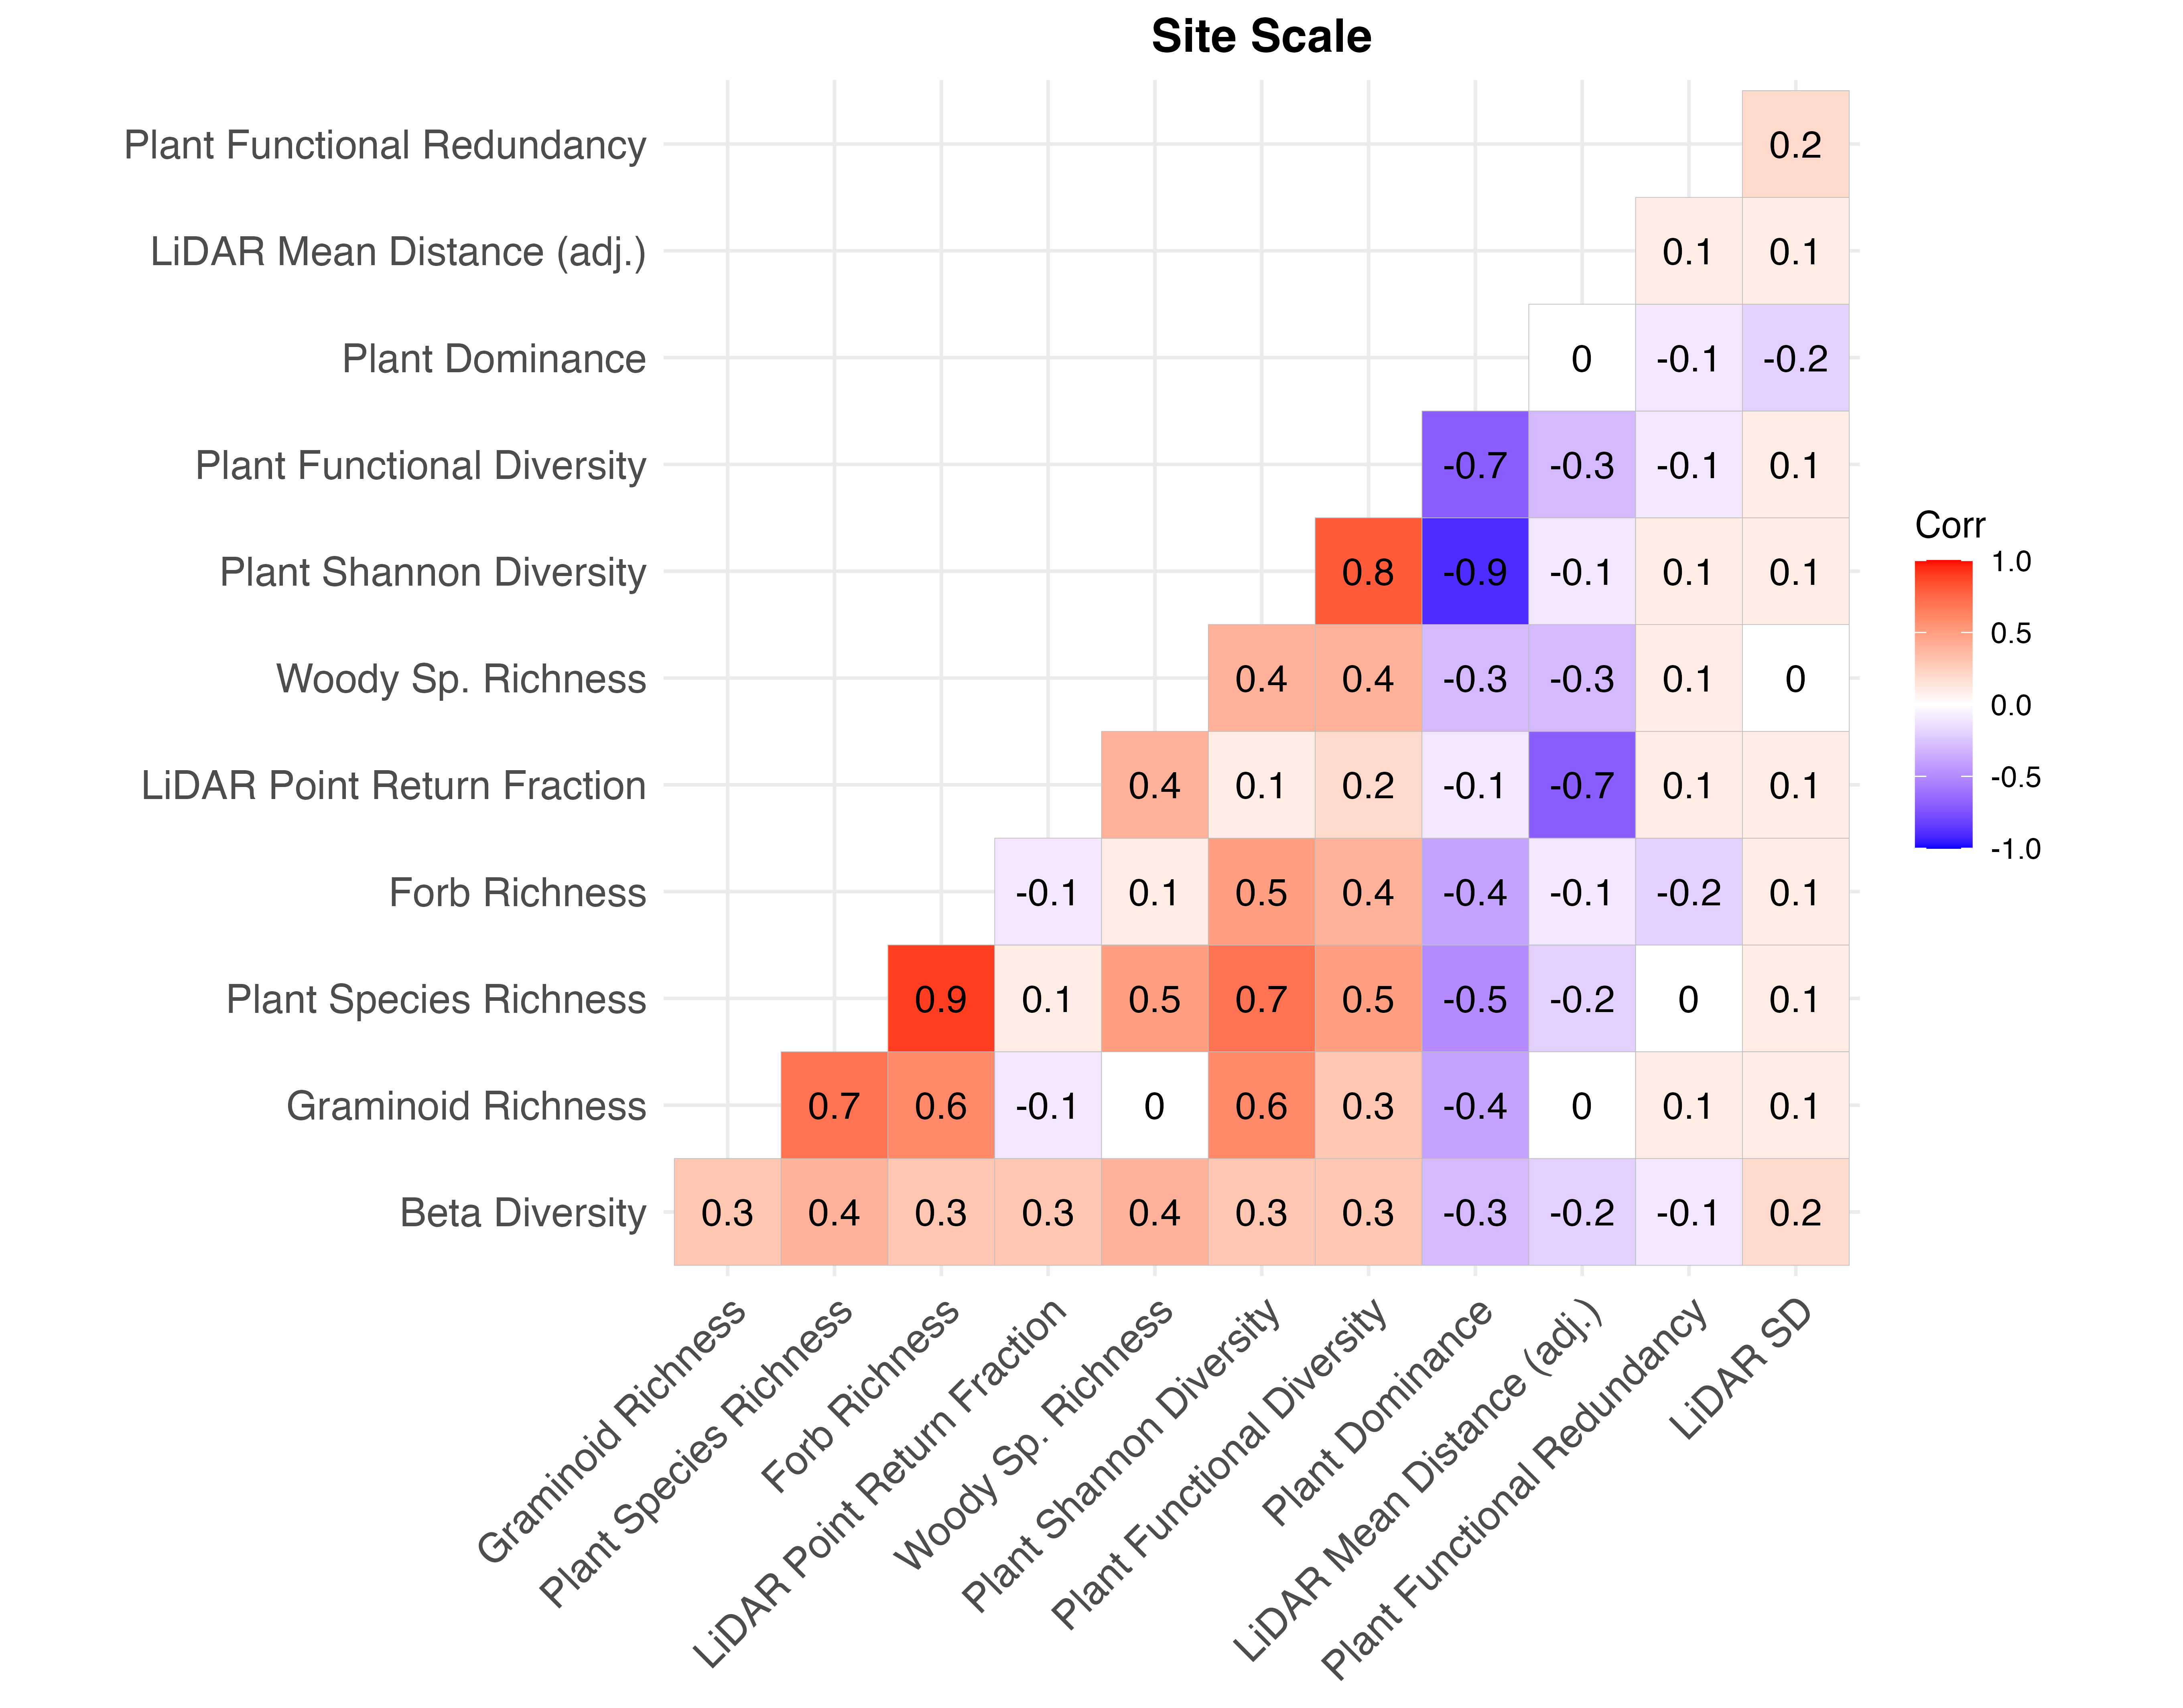 Site Scale
Plant Functional Redundancy 0.2
LiDAR Mean Distance (adj.) 0.1 0.1
Plant Dominance 0 -0.1 -0.2
Plant Functional Diversity -0.7 -0.3 -0.1 0.1
Plant Shannon Diversity 0.8 -0.9 -0.1 0.1 0.1
Woody Sp. Richness 0.4 0.4 -0.3 -0.3 0.1 0
LiDAR Point Return Fraction 0.4 0.1 0.2 -0.1 -0.7 0.1 0.1
Forb Richness -0.1 0.1 0.5 0.4 -0.4 -0.1 -0.2 0.1
Plant Species Richness 0.9 0.1 0.5 0.7 0.5 -0.5 -0.2 0 0.1
Graminoid Richness 0.7 0.6 -0.1 0 0.6 0.3 -0.4 0 0.1 0.1
Beta Diversity 0.3 0.4 0.3 0.3 0.4 0.3 0.3 -0.3 -0.2 -0.1 0.2
Graminoid Richness
Plant Species Richness
Forb Richness
LiDAR Point Return Fraction
Woody Sp. Richness
Plant Shannon Diversity
Plant Functional Diversity
Plant Dominance
LiDAR Mean Distance (adj.)
Plant Functional Redundancy
LiDAR SD
Corr
1.0
0.5
0.0
-0.5
-1.0